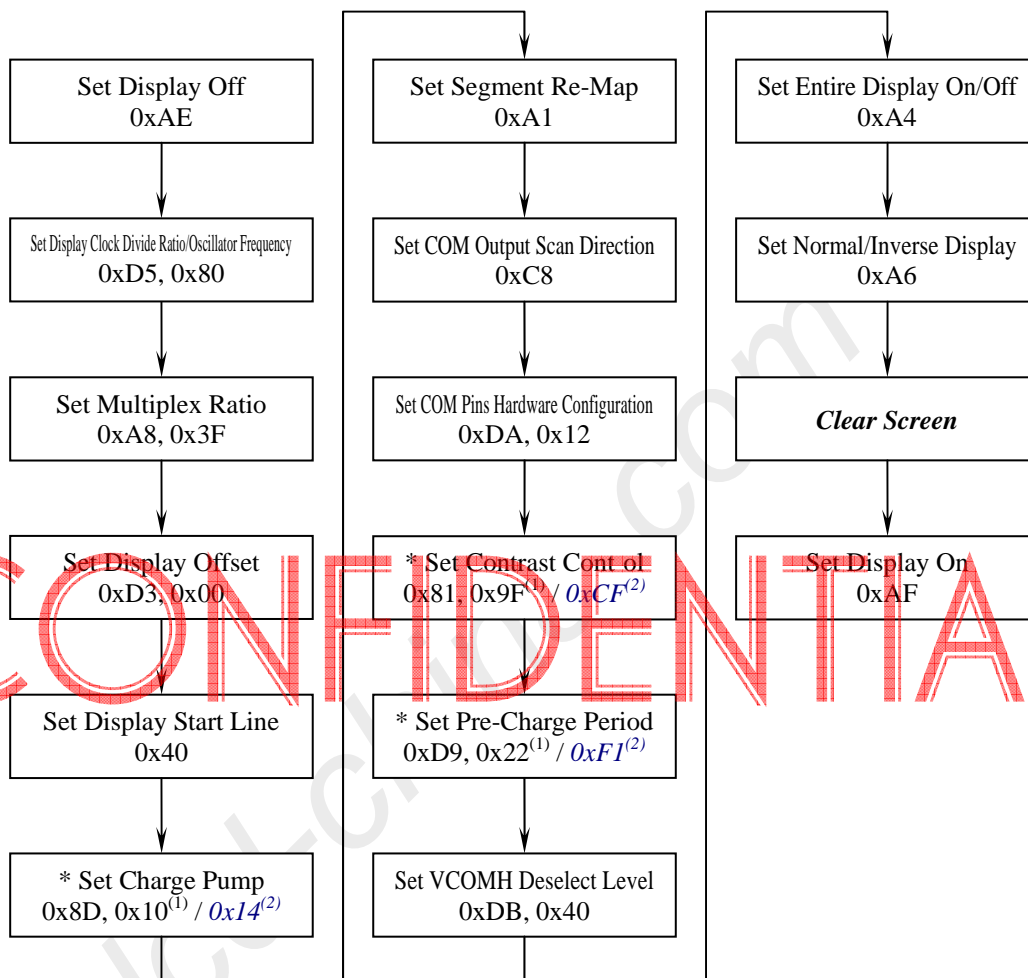 Set Display Off
0xAE
Set Display Clock Divide Ratio/Oscillator Frequency
0xD5, 0x80
Set Multiplex Ratio
0xA8, 0x3F
Set Display Offset
0xD3, 0x00
Set Display Start Line
0x40
* Set Charge Pump
0x8D, 0x10(1) / 0x14(2)
Set Segment Re-Map
0xA1
Set COM Output Scan Direction
0xC8
Set COM Pins Hardware Configuration
0xDA, 0x12
* Set Contrast Cont ol
0x81, 0x9F(1) / 0xCF(2)
* Set Pre-Charge Period
0xD9, 0x22(1) / 0xF1(2)
Set VCOMH Deselect Level
0xDB, 0x40
Set Entire Display On/Off
0xA4
Set Normal/Inverse Display
0xA6
Clear Screen
Set Display On
0xAF
CONFIDENTIA